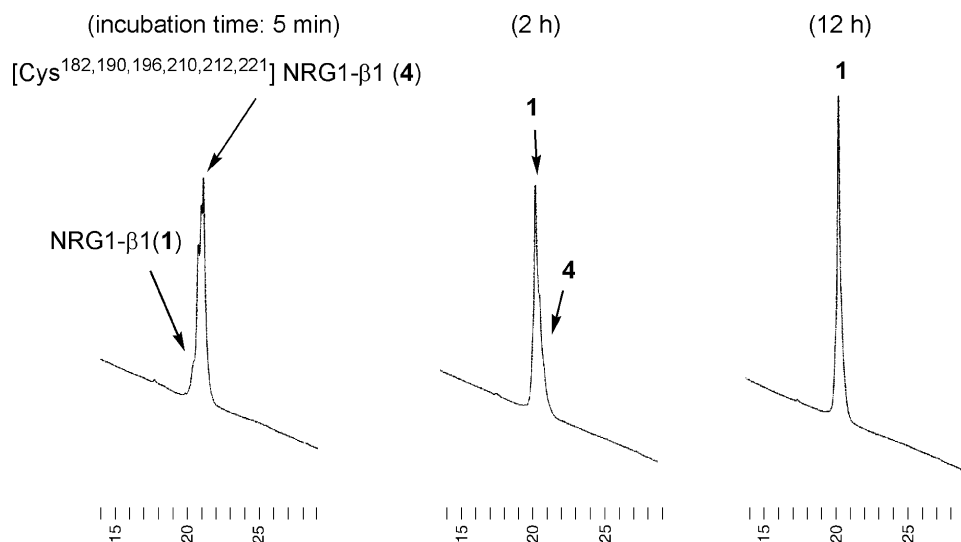 (incubation time: 5 min)
(2 h)
(12 h)
[Cys182,190,196,210,212,221] NRG1-β1 (4)
1
1
NRG1-β1(1)
4
15
20
25
15
20
25
15
20
25